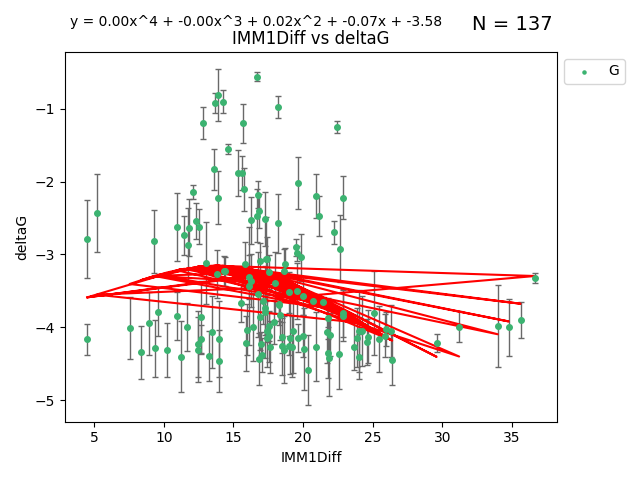 y = 0.00x^4 + -0.00x^3 + 0.02x^2 + -0.07x + -3.58
N = 137
IMM1Diff vs deltaG
G
deltaG
−1
−2
−3
−4
−5
5 10 15 20 25 30 35
IMM1Diff